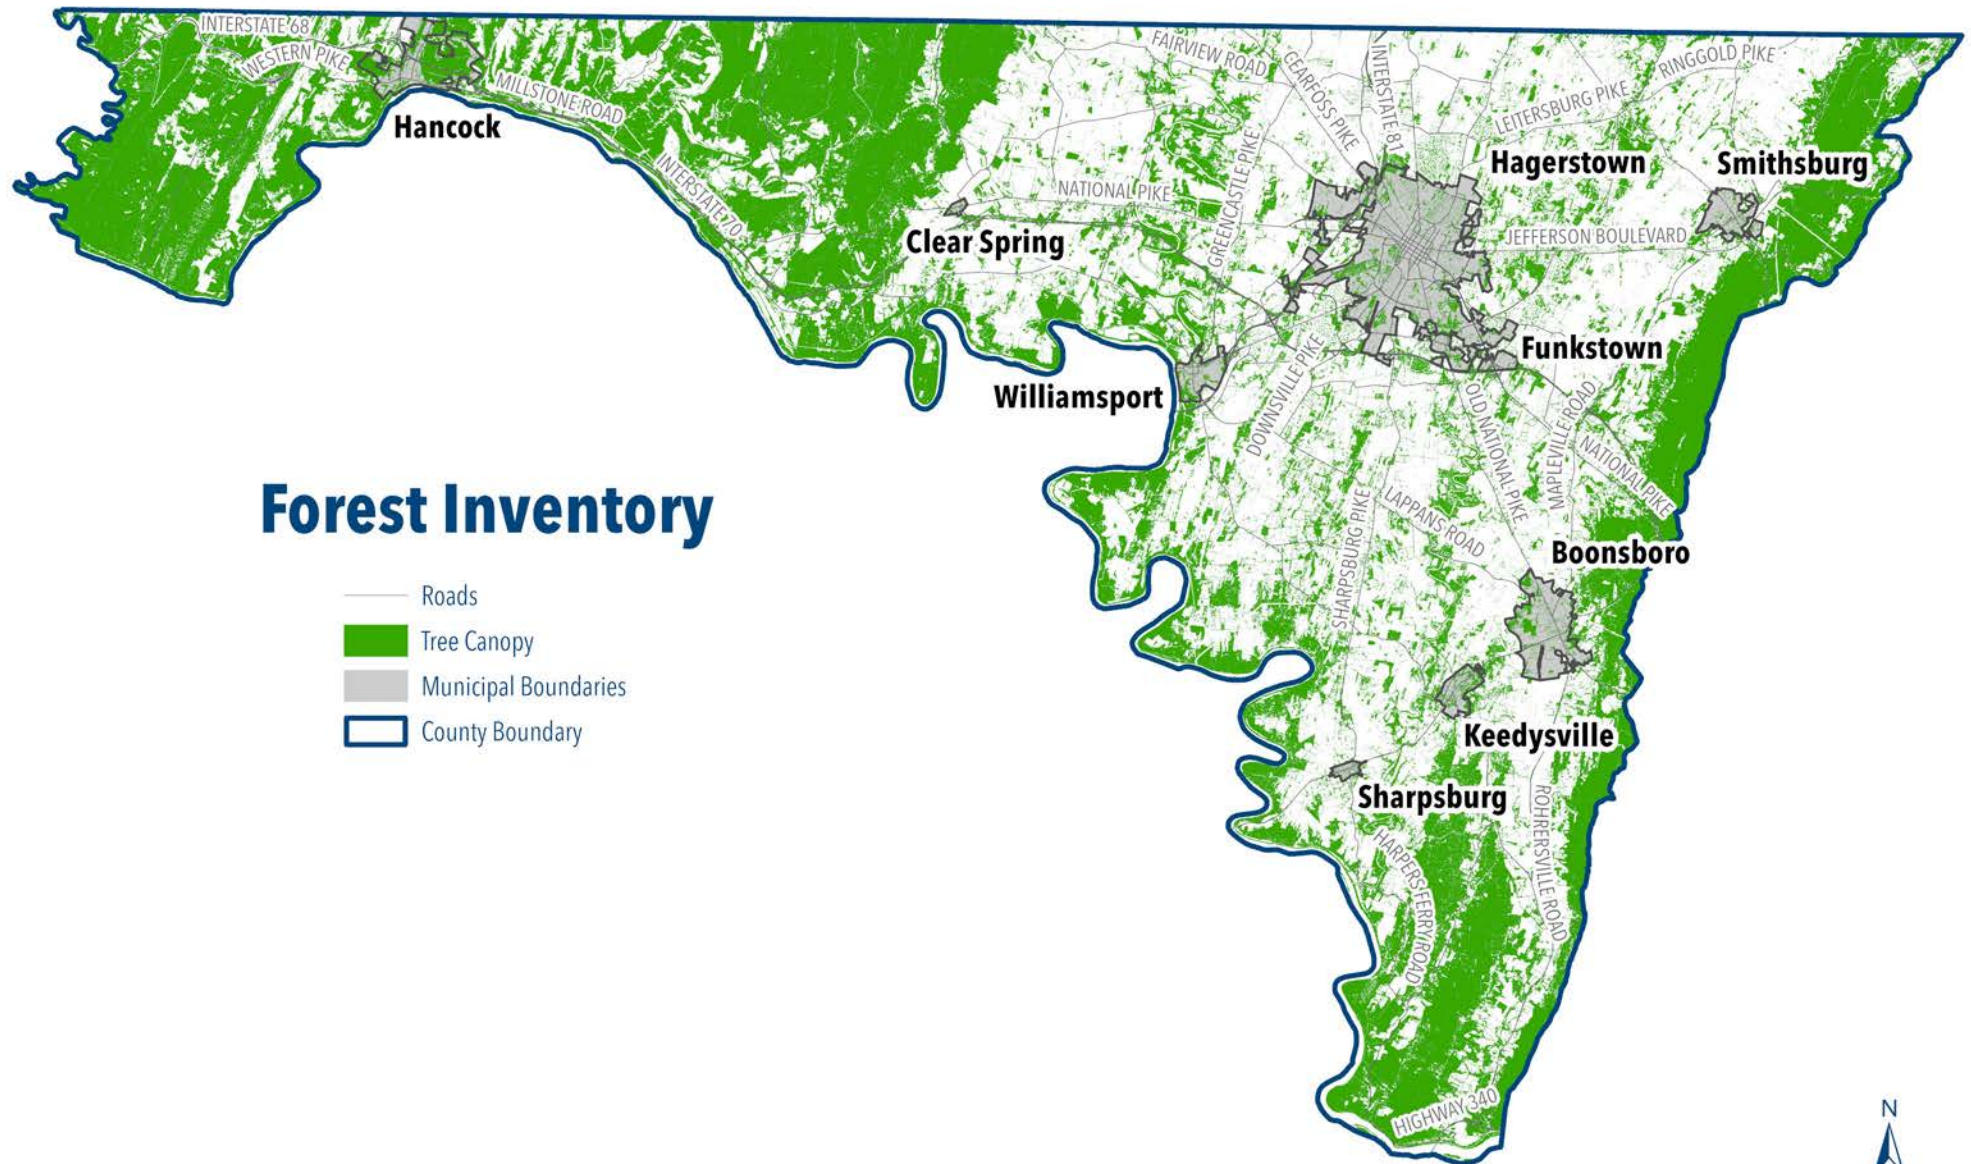 INTERSTATE 68
WESTERN PIKE
MILLSTONE ROAD
Hancock
INTERSTATE 70
FAIRVIEW ROAD
CEARFOSS PIKE
INTERSTATE 81
RINGGOLD PIKE
LEITERSBURG PIKE
Hagerstown
Smithsburg
NATIONAL PIKE
GREENCASTLE PIKE
Clear Spring
JEFFERSON BOULEVARD
Funkstown
Williamsport
DOWNSVILLE PIKE
OLD NATIONAL PIKE
MAPLEVILLE ROAD
NATIONAL PIKE
SHARPSBURG PIKE
LAPPANS ROAD
Boonsboro
Forest Inventory
Roads
Tree Canopy
Municipal Boundaries
County Boundary
Keedysville
Sharpsburg
ROHRERSVILLE ROAD
HARPERS FERRY ROAD
HIGHWAY 340
N